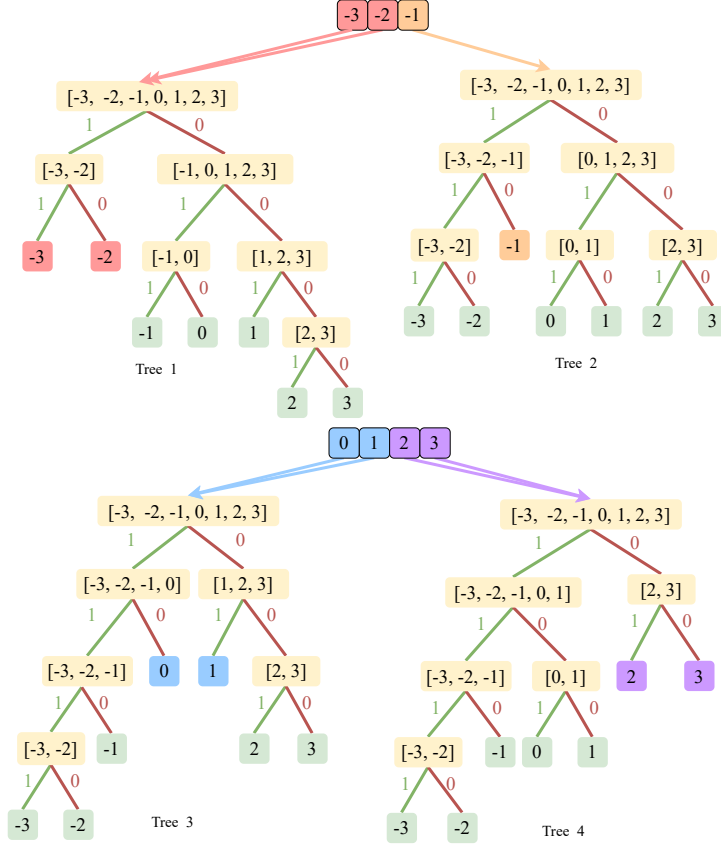 -3 -2 -1
[-3, -2, -1, 0, 1, 2, 3]
1 0
[-3, -2] [-1, 0, 1, 2, 3]
1 0 1 0
-3 -2 [-1, 0] [1, 2, 3]
1 0 1 0
-1 0 1 [2, 3]
1 0
2 3
Tree 1
[-3, -2, -1, 0, 1, 2, 3]
1 0
[-3, -2, -1] [0, 1, 2, 3]
1 0 1 0
[-3, -2] -1 [0, 1] [2, 3]
1 0 1 0 1 0
-3 -2 0 1 2 3
Tree 2
0 1 2 3
[-3, -2, -1, 0, 1, 2, 3]
1 0
[-3, -2, -1, 0] [1, 2, 3]
1 0 1 0
[-3, -2, -1] 0 1 [2, 3]
1 0 1 0
[-3, -2] -1 2 3
1 0
-3 -2
Tree 3
[-3, -2, -1, 0, 1, 2, 3]
1 0
[-3, -2, -1, 0, 1] [2, 3]
1 0 1 0
[-3, -2, -1] [0, 1] 2 3
1 0 1 0
[-3, -2] -1 0 1
1 0
-3 -2
Tree 4